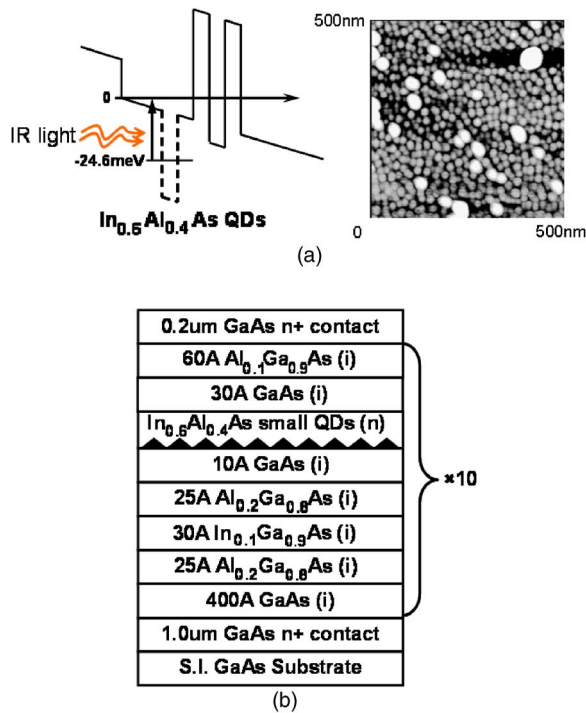 500nm
0
IR light
-24.6meV
In0.6Al0.4As QDs
0
500nm
(a)
0.2um GaAs n+ contact
60A Al0.1Ga0.9As (i)
30A GaAs (i)
In0.6Al0.4As small QDs (n)
10A GaAs (i)
25A Al0.2Ga0.8As (i)
30A In0.1Ga0.9As (i)
25A Al0.2Ga0.8As (i)
400A GaAs (i)
×10
1.0um GaAs n+ contact
S.I. GaAs Substrate
(b)